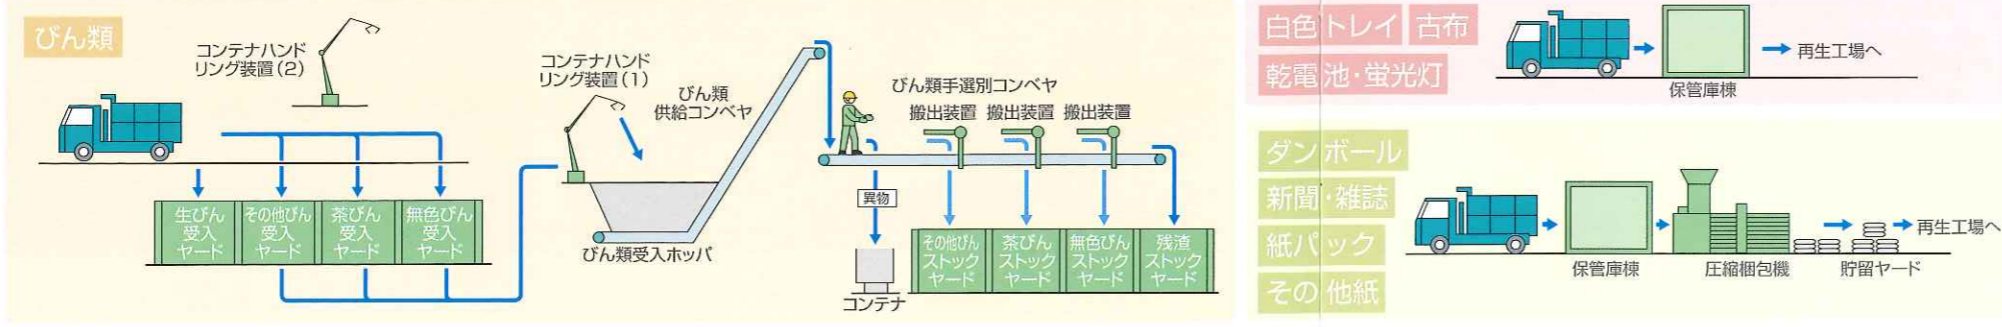 びん類
コンテナハンド
リング装置(2)
コンテナハンド
リング装置(1)
びん類
供給コンベヤ
びん類手選別コンベヤ
搬出装置 搬出装置 搬出装置
生びん
受入
ヤード
その他びん
受入
ヤード
茶びん
受入
ヤード
無色びん
受入
ヤード
びん類受入ホッパ
異物
コンテナ
その他びん
ストック
ヤード
茶びん
ストック
ヤード
無色びん
ストック
ヤード
残渣
ストック
ヤード
白色トレイ 古布
乾電池・蛍光灯
保管庫棟
再生工場へ
ダンボール
新聞・雑誌
紙パック
その他紙
保管庫棟
圧縮梱包機
貯留ヤード
再生工場へ